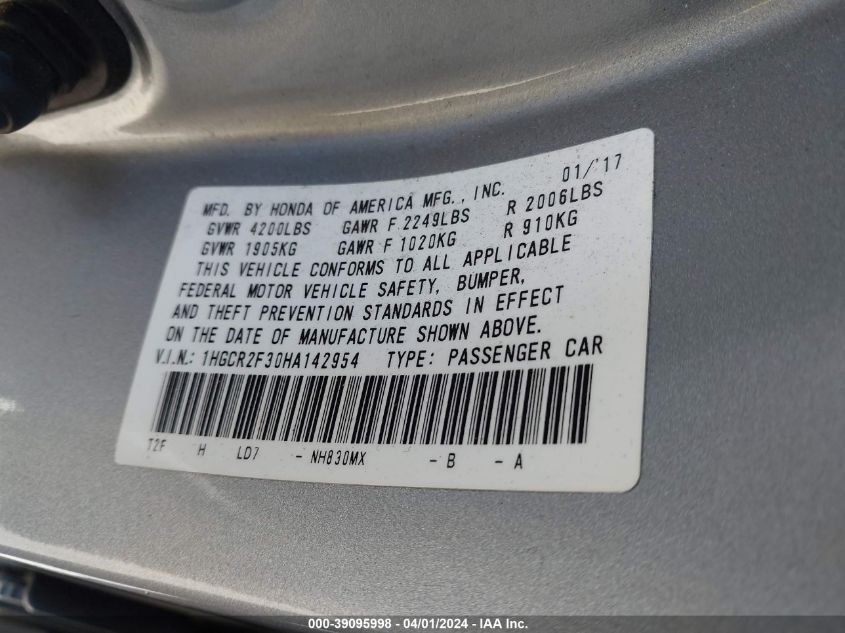 MFD. BY HONDA OF AMERICA MFG., INC. 01/'17
GVWR 4200LBS GAWR F 2249LBS R 2006LBS
GVWR 1905KG GAWR F 1020KG R 910KG
THIS VEHICLE CONFORMS TO ALL APPLICABLE
FEDERAL MOTOR VEHICLE SAFETY, BUMPER,
AND THEFT PREVENTION STANDARDS IN EFFECT
ON THE DATE OF MANUFACTURE SHOWN ABOVE.
V.I.N.: 1HGCR2F30HA142954 TYPE: PASSENGER CAR
T2F H LD7 - NH830MX - B - A
000-39095998 - 04/01/2024 - IAA, Inc.